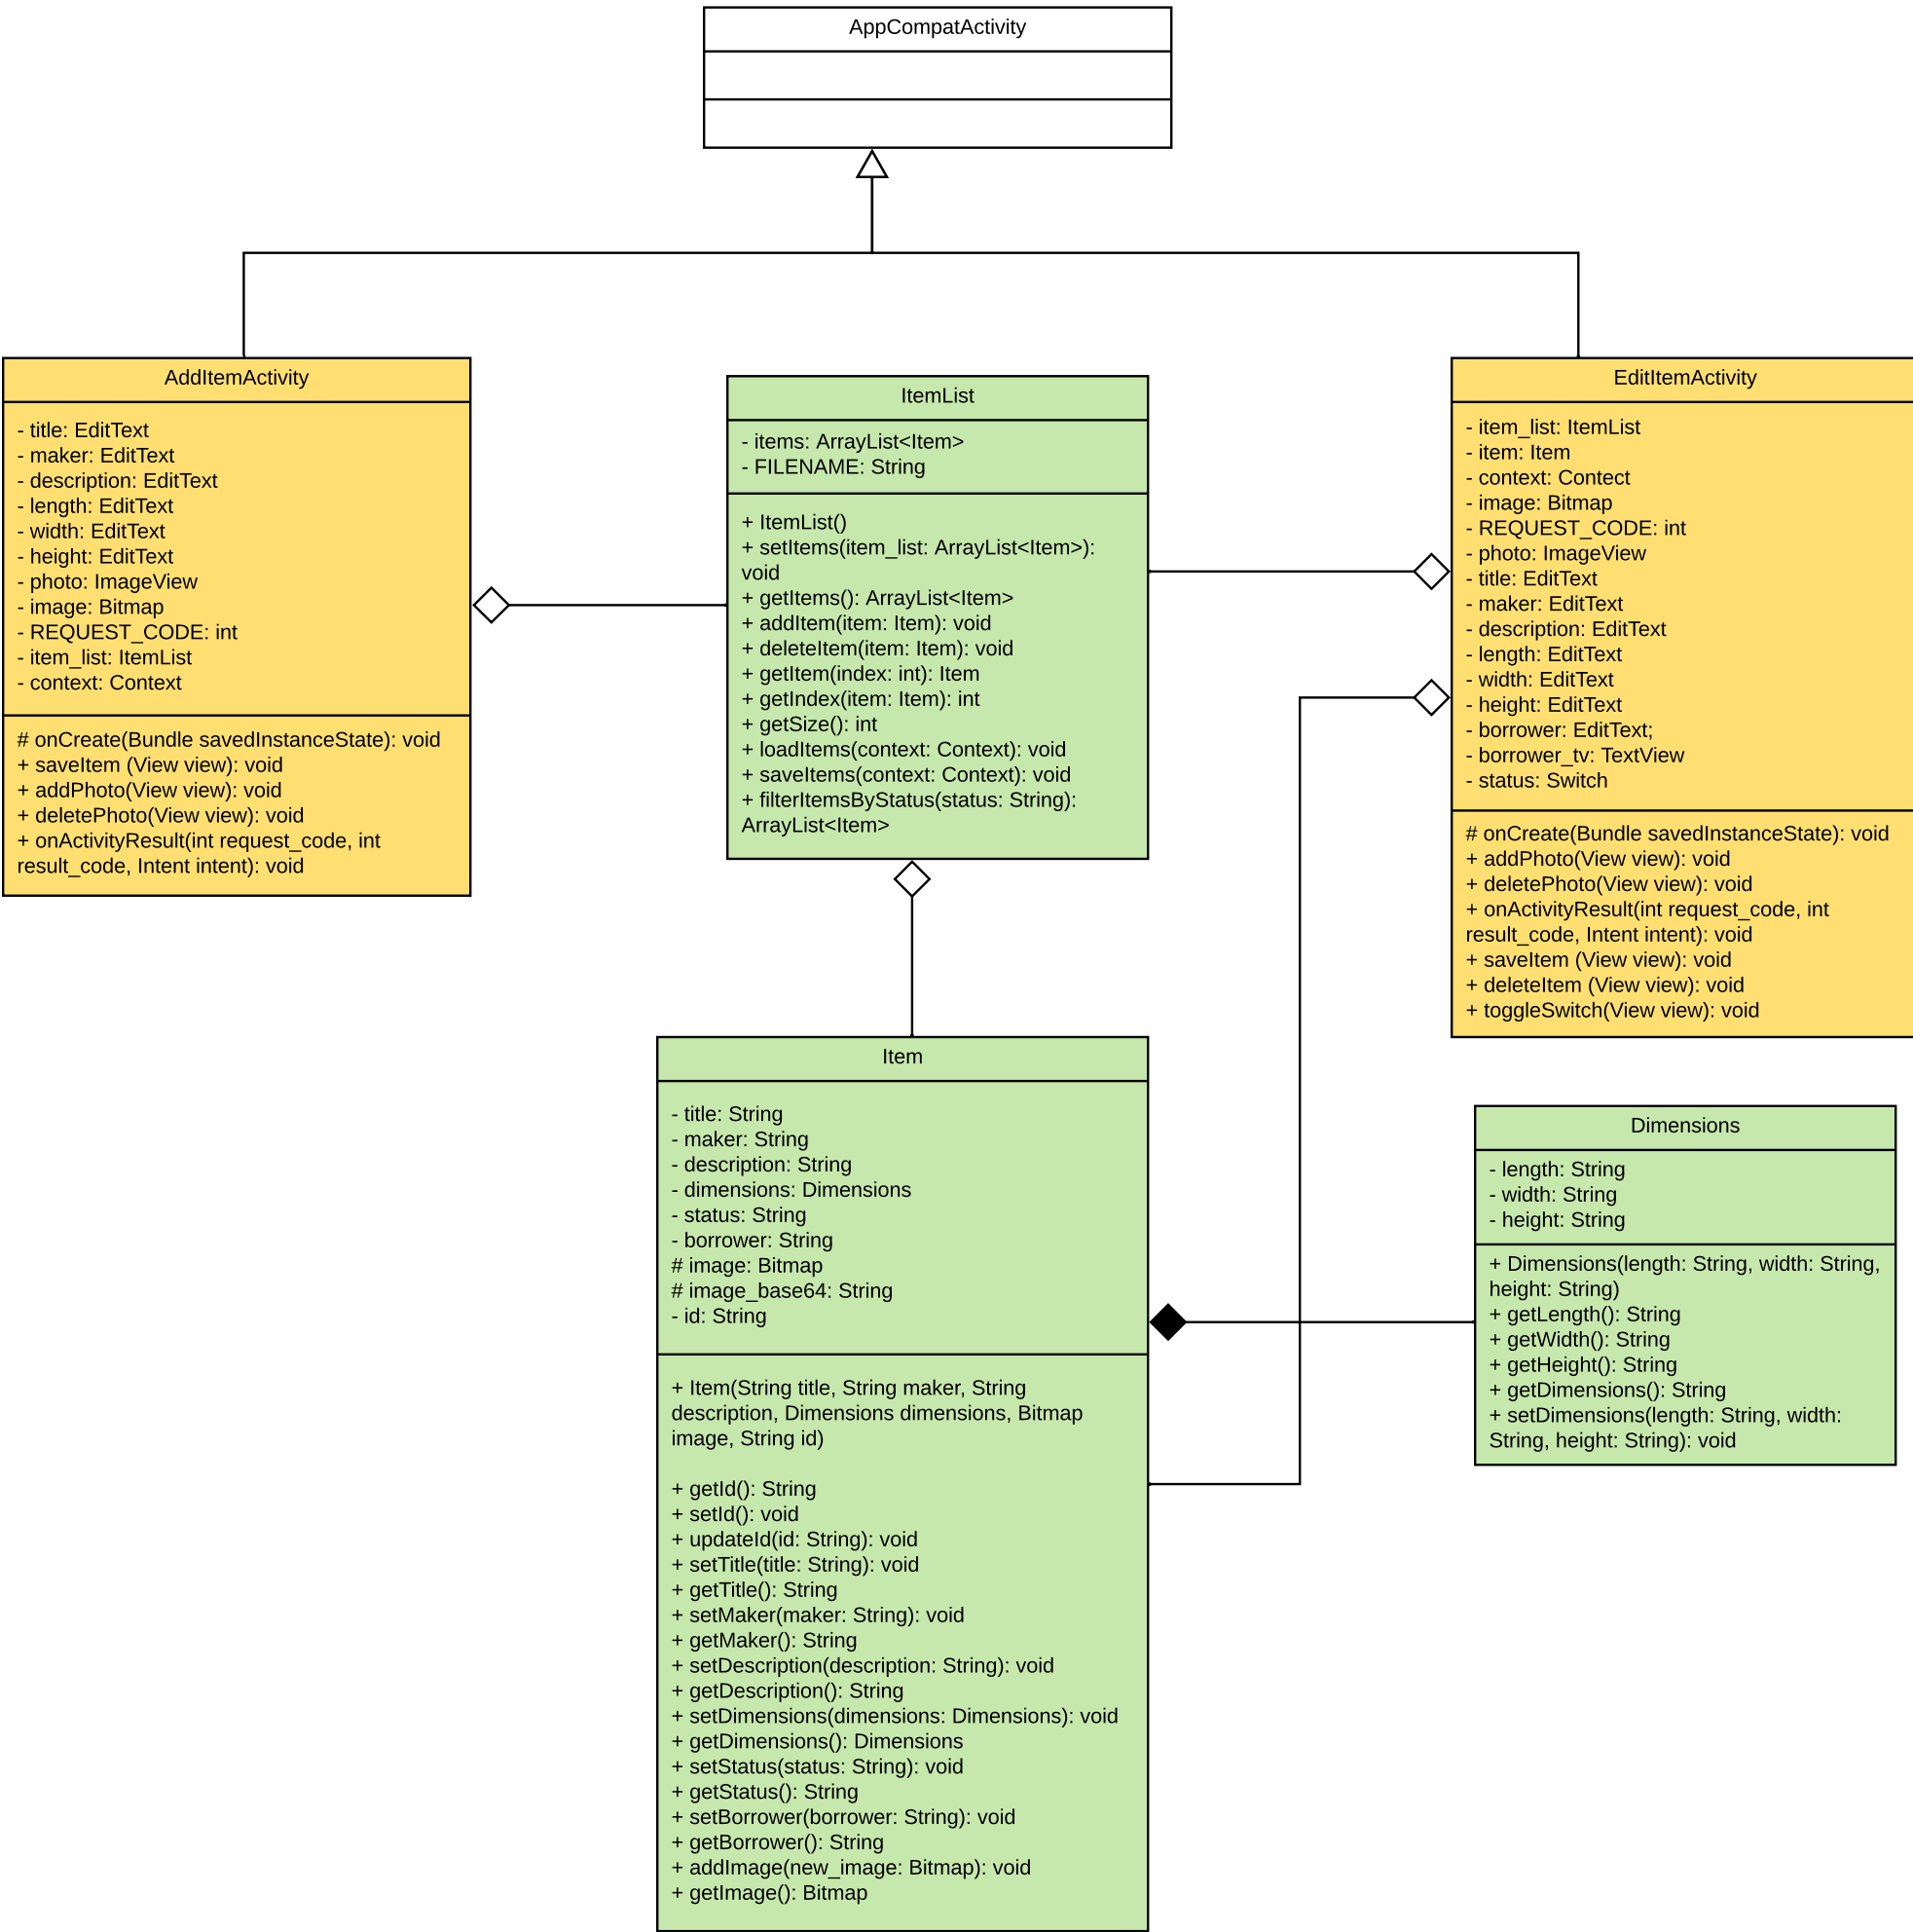 AppCompatActivity
AddItemActivity
- title: EditText
- maker: EditText
- description: EditText
- length: EditText
- width: EditText
- height: EditText
- photo: ImageView
- image: Bitmap
- REQUEST_CODE: int
- item_list: ItemList
- context: Context
# onCreate(Bundle savedInstanceState): void
+ saveItem (View view): void
+ addPhoto(View view): void
+ deletePhoto(View view): void
+ onActivityResult(int request_code, int
result_code, Intent intent): void
ItemList
- items: ArrayList<Item>
- FILENAME: String
+ ItemList()
+ setItems(item_list: ArrayList<Item>):
void
+ getItems(): ArrayList<Item>
+ addItem(item: Item): void
+ deleteItem(item: Item): void
+ getItem(index: int): Item
+ getIndex(item: Item): int
+ getSize(): int
+ loadItems(context: Context): void
+ saveItems(context: Context): void
+ filterItemsByStatus(status: String):
ArrayList<Item>
EditItemActivity
- item_list: ItemList
- item: Item
- context: Contect
- image: Bitmap
- REQUEST_CODE: int
- photo: ImageView
- title: EditText
- maker: EditText
- description: EditText
- length: EditText
- width: EditText
- height: EditText
- borrower: EditText;
- borrower_tv: TextView
- status: Switch
# onCreate(Bundle savedInstanceState): void
+ addPhoto(View view): void
+ deletePhoto(View view): void
+ onActivityResult(int request_code, int
result_code, Intent intent): void
+ saveItem (View view): void
+ deleteItem (View view): void
+ toggleSwitch(View view): void
Item
- title: String
- maker: String
- description: String
- dimensions: Dimensions
- status: String
- borrower: String
# image: Bitmap
# image_base64: String
- id: String
+ Item(String title, String maker, String
description, Dimensions dimensions, Bitmap
image, String id)
+ getId(): String
+ setId(): void
+ updateId(id: String): void
+ setTitle(title: String): void
+ getTitle(): String
+ setMaker(maker: String): void
+ getMaker(): String
+ setDescription(description: String): void
+ getDescription(): String
+ setDimensions(dimensions: Dimensions): void
+ getDimensions(): Dimensions
+ setStatus(status: String): void
+ getStatus(): String
+ setBorrower(borrower: String): void
+ getBorrower(): String
+ addImage(new_image: Bitmap): void
+ getImage(): Bitmap
Dimensions
- length: String
- width: String
- height: String
+ Dimensions(length: String, width: String,
height: String)
+ getLength(): String
+ getWidth(): String
+ getHeight(): String
+ getDimensions(): String
+ setDimensions(length: String, width:
String, height: String): void